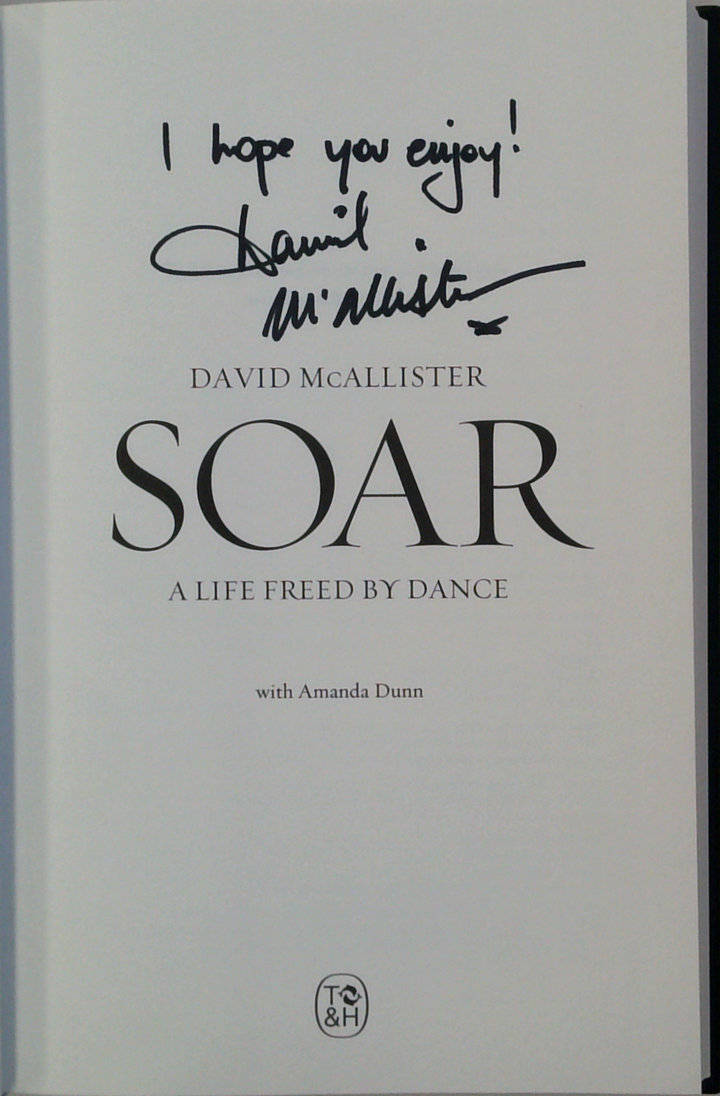 I hope you enjoy!
David
McAllister x
DAVID McALLISTER
SOAR
A LIFE FREED BY DANCE
with Amanda Dunn
T
&H